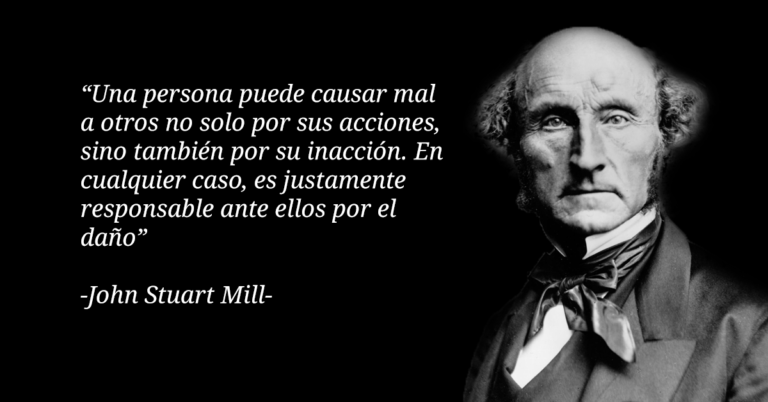 “Una persona puede causar mal
a otros no solo por sus acciones,
sino también por su inacción. En
cualquier caso, es justamente
responsable ante ellos por el
daño”
-John Stuart Mill-